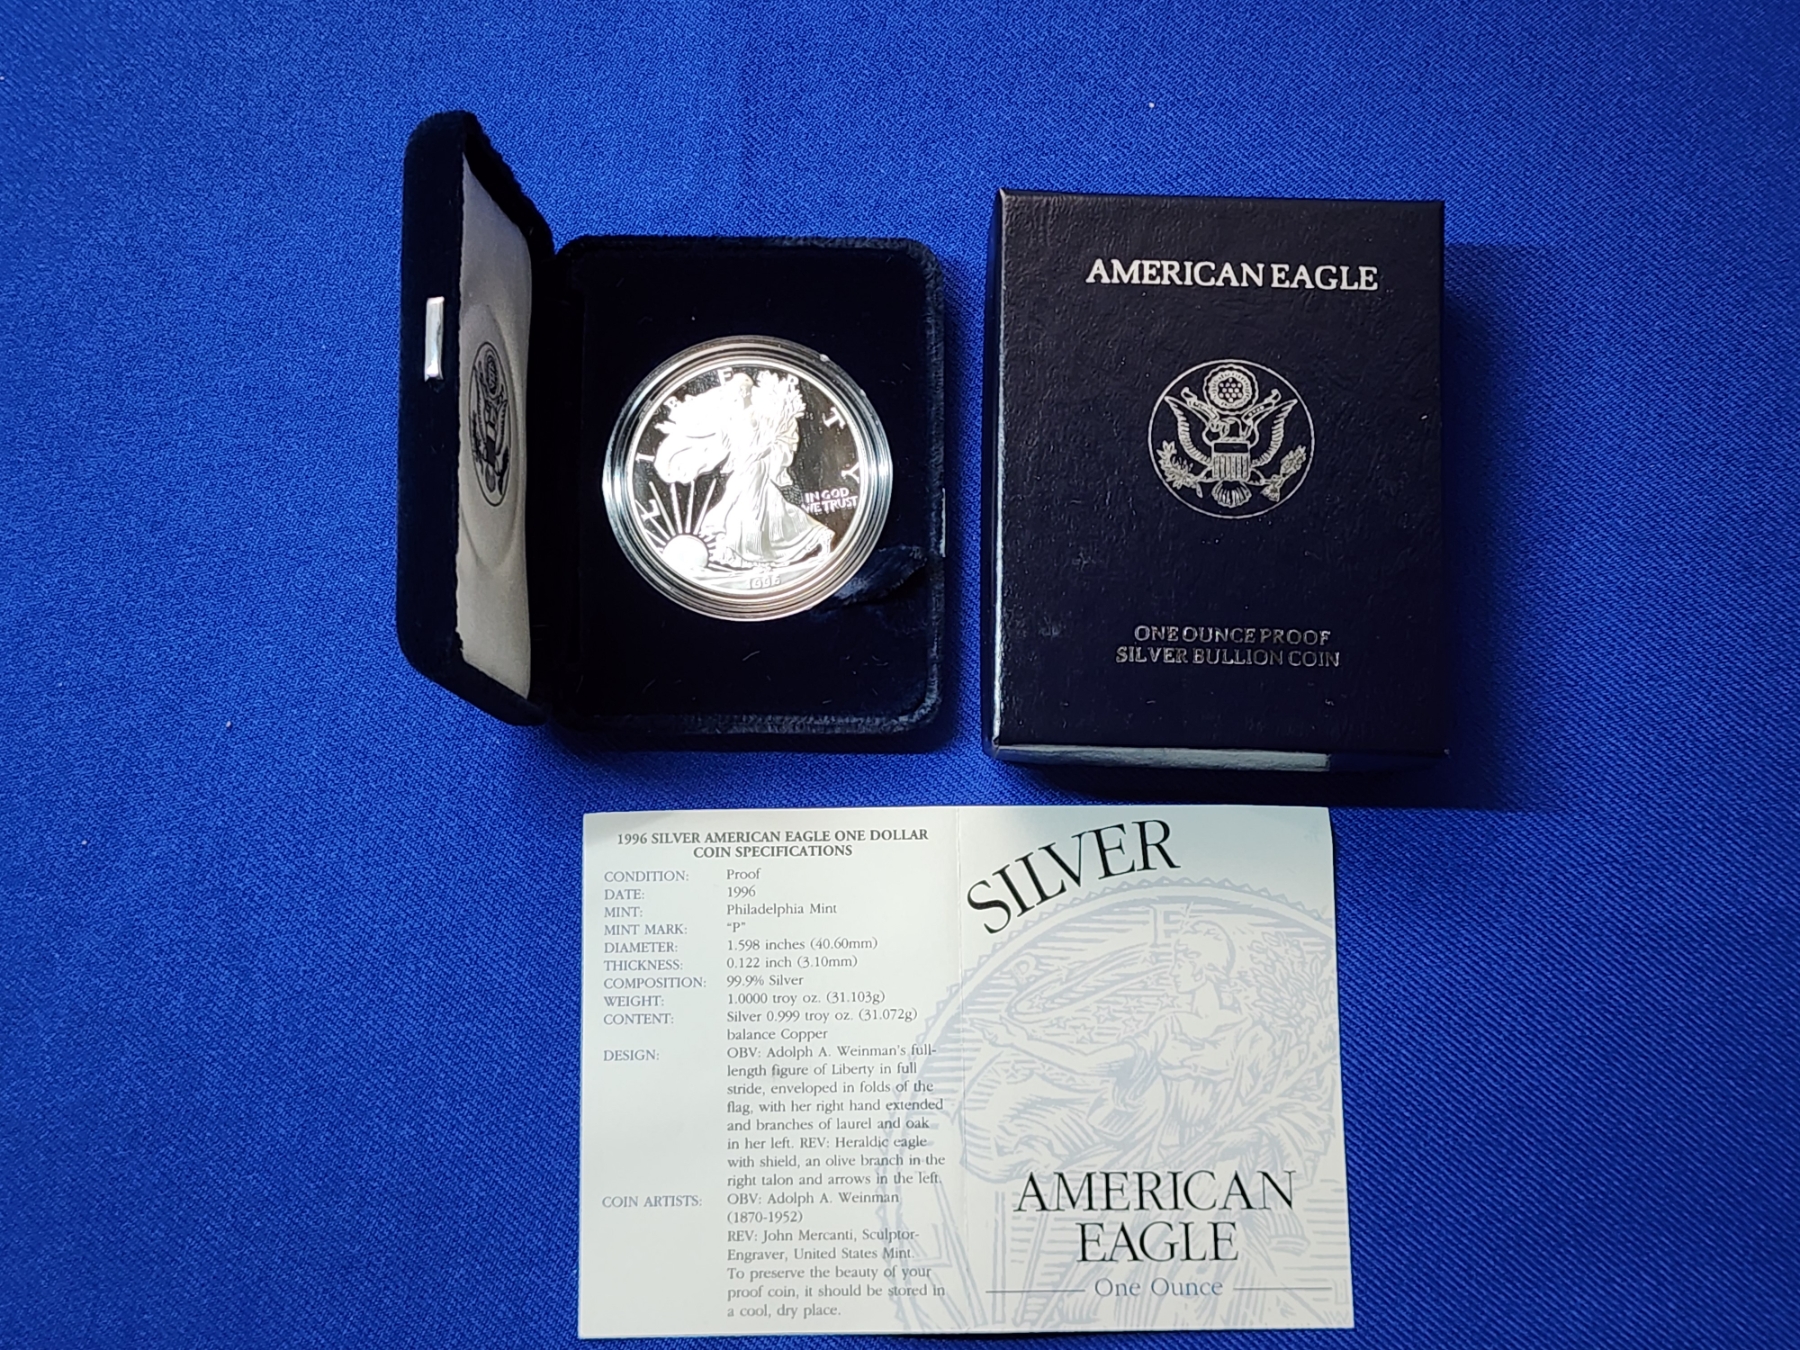 LIBERTY
IN GOD
WE TRUST
1996
AMERICAN EAGLE
ONE OUNCE PROOF
SILVER BULLION COIN
1996 SILVER AMERICAN EAGLE ONE DOLLAR
COIN SPECIFICATIONS
CONDITION: Proof
DATE: 1996
MINT: Philadelphia Mint
MINT MARK: "P"
DIAMETER: 1.598 inches (40.60mm)
THICKNESS: 0.122 inch (3.10mm)
COMPOSITION: 99.9% Silver
WEIGHT: 1.0000 troy oz. (31.103g)
CONTENT: Silver 0.999 troy oz. (31.072g)
balance Copper
DESIGN: OBV: Adolph A. Weinman's full-
length figure of Liberty in full
stride, enveloped in folds of the
flag, with her right hand extended
and branches of laurel and oak
in her left. REV: Heraldic eagle
with shield, an olive branch in the
right talon and arrows in the left.
COIN ARTISTS: OBV: Adolph A. Weinman
(1870-1952)
REV: John Mercanti, Sculptor-
Engraver, United States Mint
To preserve the beauty of your
proof coin, it should be stored in
a cool, dry place.
SILVER
AMERICAN
EAGLE
One Ounce